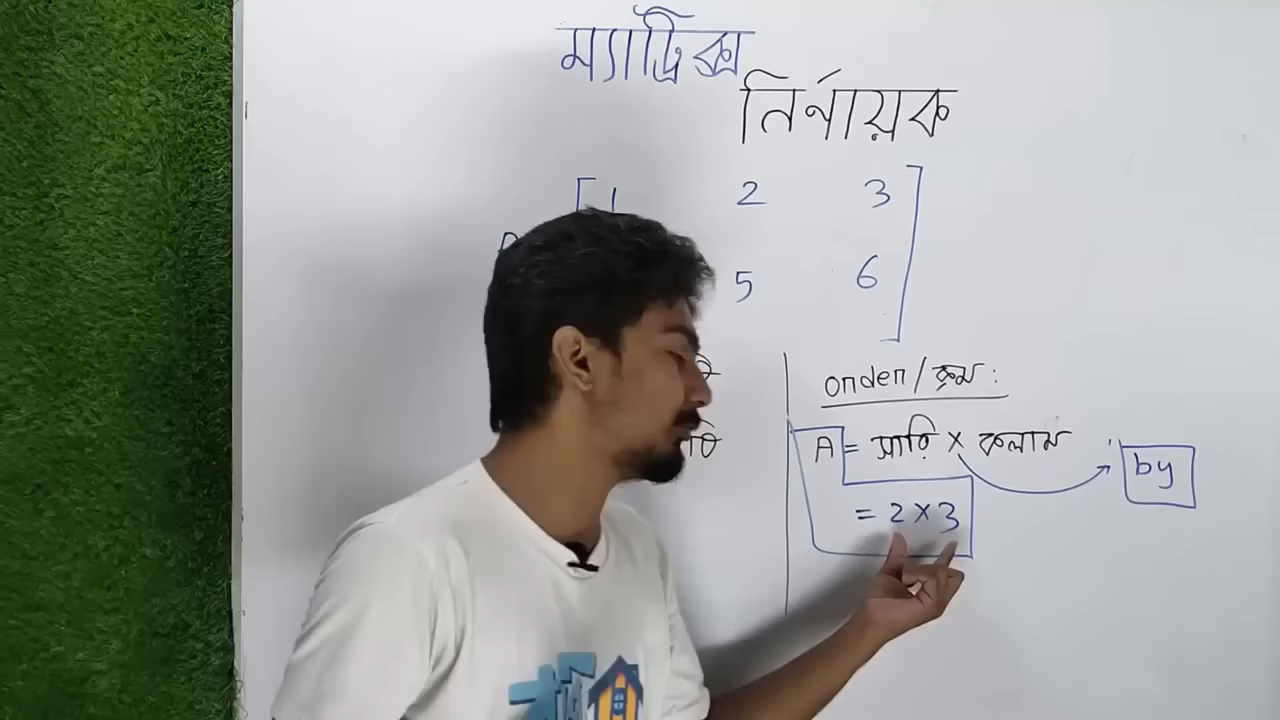 ম্যাট্রিক্স
নির্নায়ক
1 2 3
5 6
order/ক্রম:
A = সারি × কলাম
by
= 2 × 3